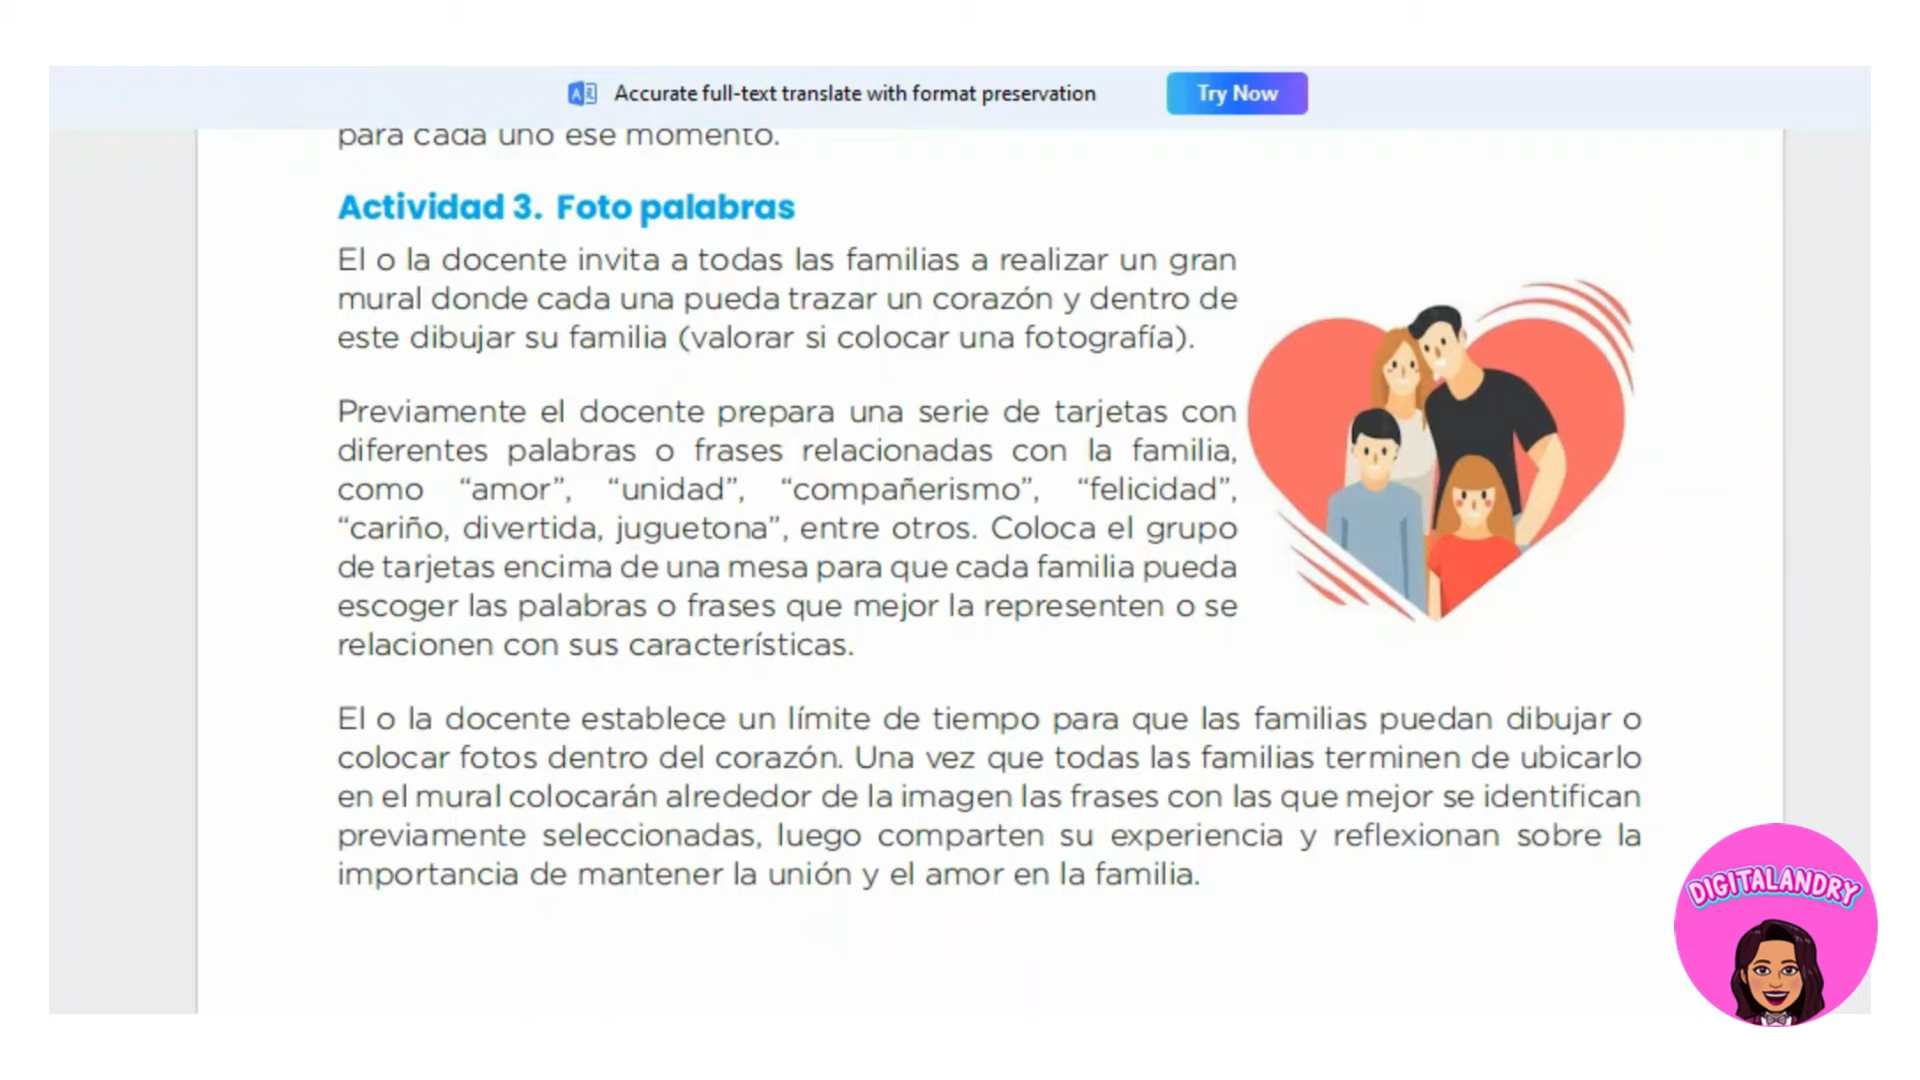 Accurate full-text translate with format preservation
Try Now
para cada uno ese momento.
Actividad 3. Foto palabras
El o la docente invita a todas las familias a realizar un gran
mural donde cada una pueda trazar un corazón y dentro de
este dibujar su familia (valorar si colocar una fotografía).
Previamente el docente prepara una serie de tarjetas con
diferentes palabras o frases relacionadas con la familia,
como “amor”, “unidad”, “compañerismo”, “felicidad”,
“cariño, divertida, juguetona”, entre otros. Coloca el grupo
de tarjetas encima de una mesa para que cada familia pueda
escoger las palabras o frases que mejor la representen o se
relacionen con sus características.
El o la docente establece un límite de tiempo para que las familias puedan dibujar o
colocar fotos dentro del corazón. Una vez que todas las familias terminen de ubicarlo
en el mural colocarán alrededor de la imagen las frases con las que mejor se identifican
previamente seleccionadas, luego comparten su experiencia y reflexionan sobre la
importancia de mantener la unión y el amor en la familia.
DIGITALANDRY